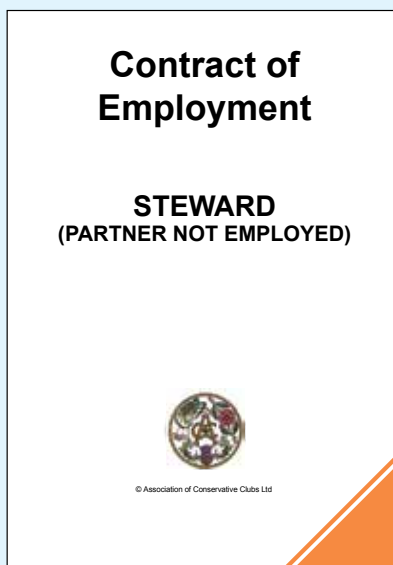 Contract of
Employment
STEWARD
(PARTNER NOT EMPLOYED)
© Association of Conservative Clubs Ltd